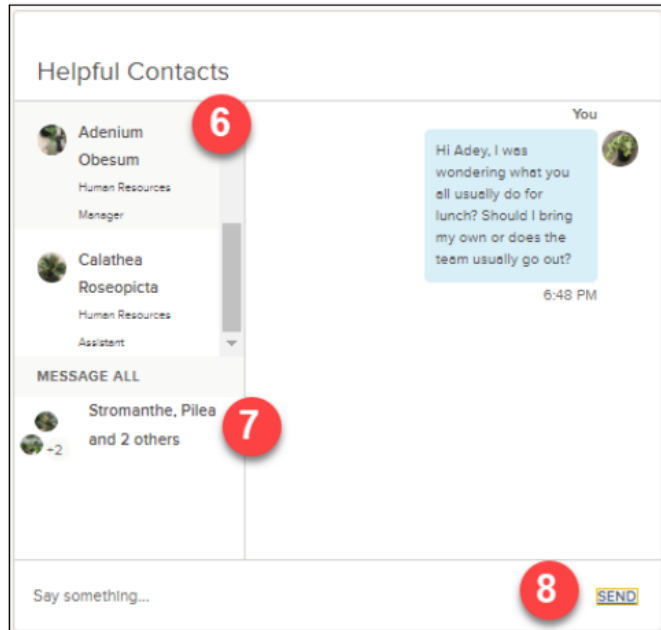 Helpful Contacts
6
Adenium
Obesum
Human Resources
Manager
Calathea
Roseopicta
Human Resources
Assistant
MESSAGE ALL
Stromanthe, Pilea
and 2 others
+2
7
You
Hi Adey, I was
wondering what you
all usually do for
lunch? Should I bring
my own or does the
team usually go out?
6:48 PM
Say something...
8
SEND